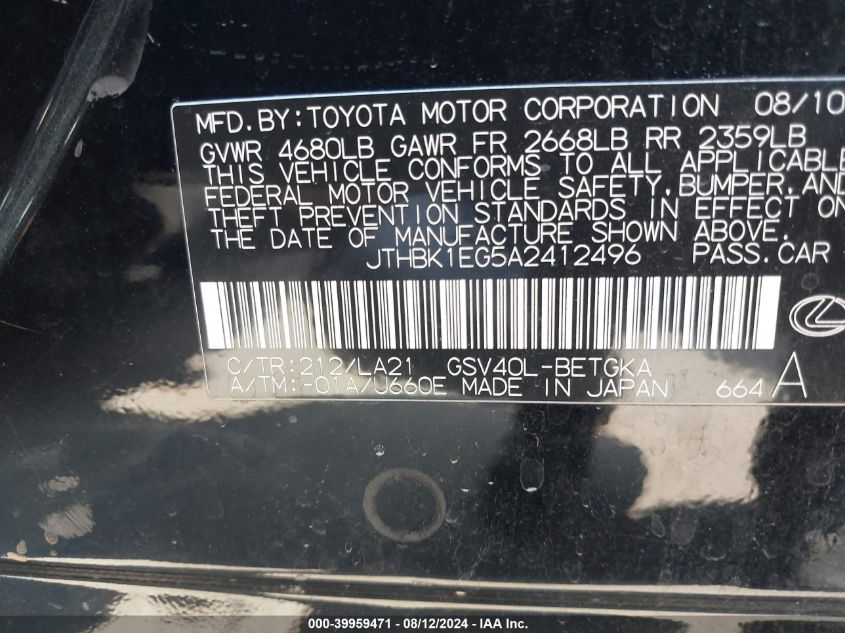 MFD.BY:TOYOTA MOTOR CORPORATION 08/10
GVWR 4680LB GAWR FR 2668LB RR 2359LB
THIS VEHICLE CONFORMS TO ALL APPLICABLE
FEDERAL MOTOR VEHICLE SAFETY,BUMPER,AND
THEFT PREVENTION STANDARDS IN EFFECT ON
THE DATE OF MANUFACTURE SHOWN ABOVE.
JTHBK1EG5A2412496 PASS.CAR
C/TR:212/LA21 GSV40L-BETGKA
A/TM:-01A/U660E MADE IN JAPAN 664 A
000-39959471 - 08/12/2024 - IAA Inc.